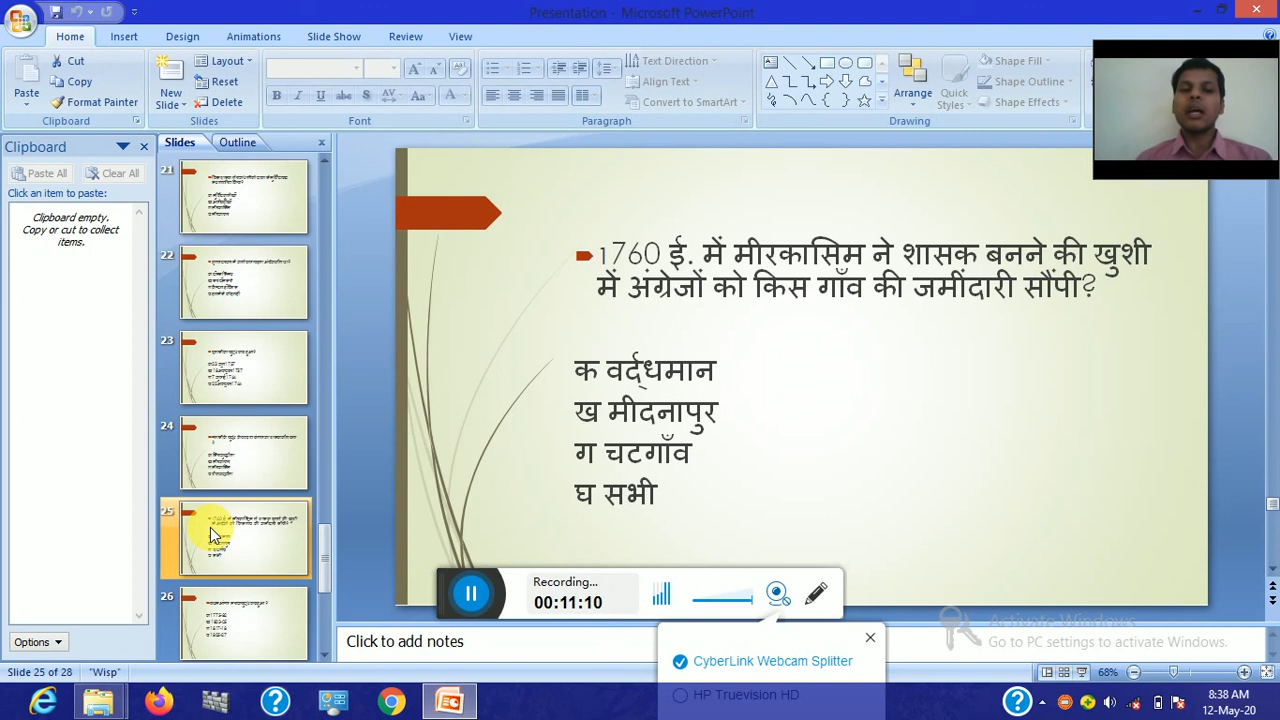 Presentation - Microsoft PowerPoint
Home Insert Design Animations Slide Show Review View
Paste
Cut
Copy
Format Painter
Clipboard
New Slide
Layout
Reset
Delete
Slides
Font
Text Direction
Align Text
Convert to SmartArt
Paragraph
Arrange
Quick Styles
Shape Fill
Shape Outline
Shape Effects
Drawing
Clipboard
Paste All Clear All
Click an item to paste:
Clipboard empty.
Copy or cut to collect
items.
Options
Slides Outline
21
22
23
24
25
26
1760 ई. में मीरकासिम ने शासक बनने की खुशी
में अंग्रेजों को किस गाँव की जमींदारी सौंपी?
क वर्द्धमान
ख मीदनापुर
ग चटगाँव
घ सभी
Recording...
00:11:10
CyberLink Webcam Splitter
HP Truevision HD
Activate Windows
Go to PC settings to activate Windows.
Click to add notes
Slide 25 of 28 "Wisp" 68%
8:38 AM
12-May-20